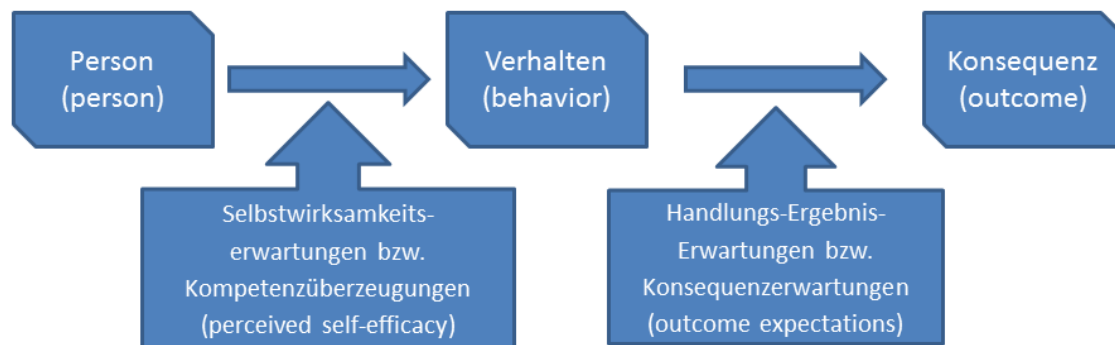 Person
(person)
Verhalten
(behavior)
Konsequenz
(outcome)
Selbstwirksamkeits-
erwartungen bzw.
Kompetenzüberzeugungen
(perceived self-efficacy)
Handlungs-Ergebnis-
Erwartungen bzw.
Konsequenzerwartungen
(outcome expectations)